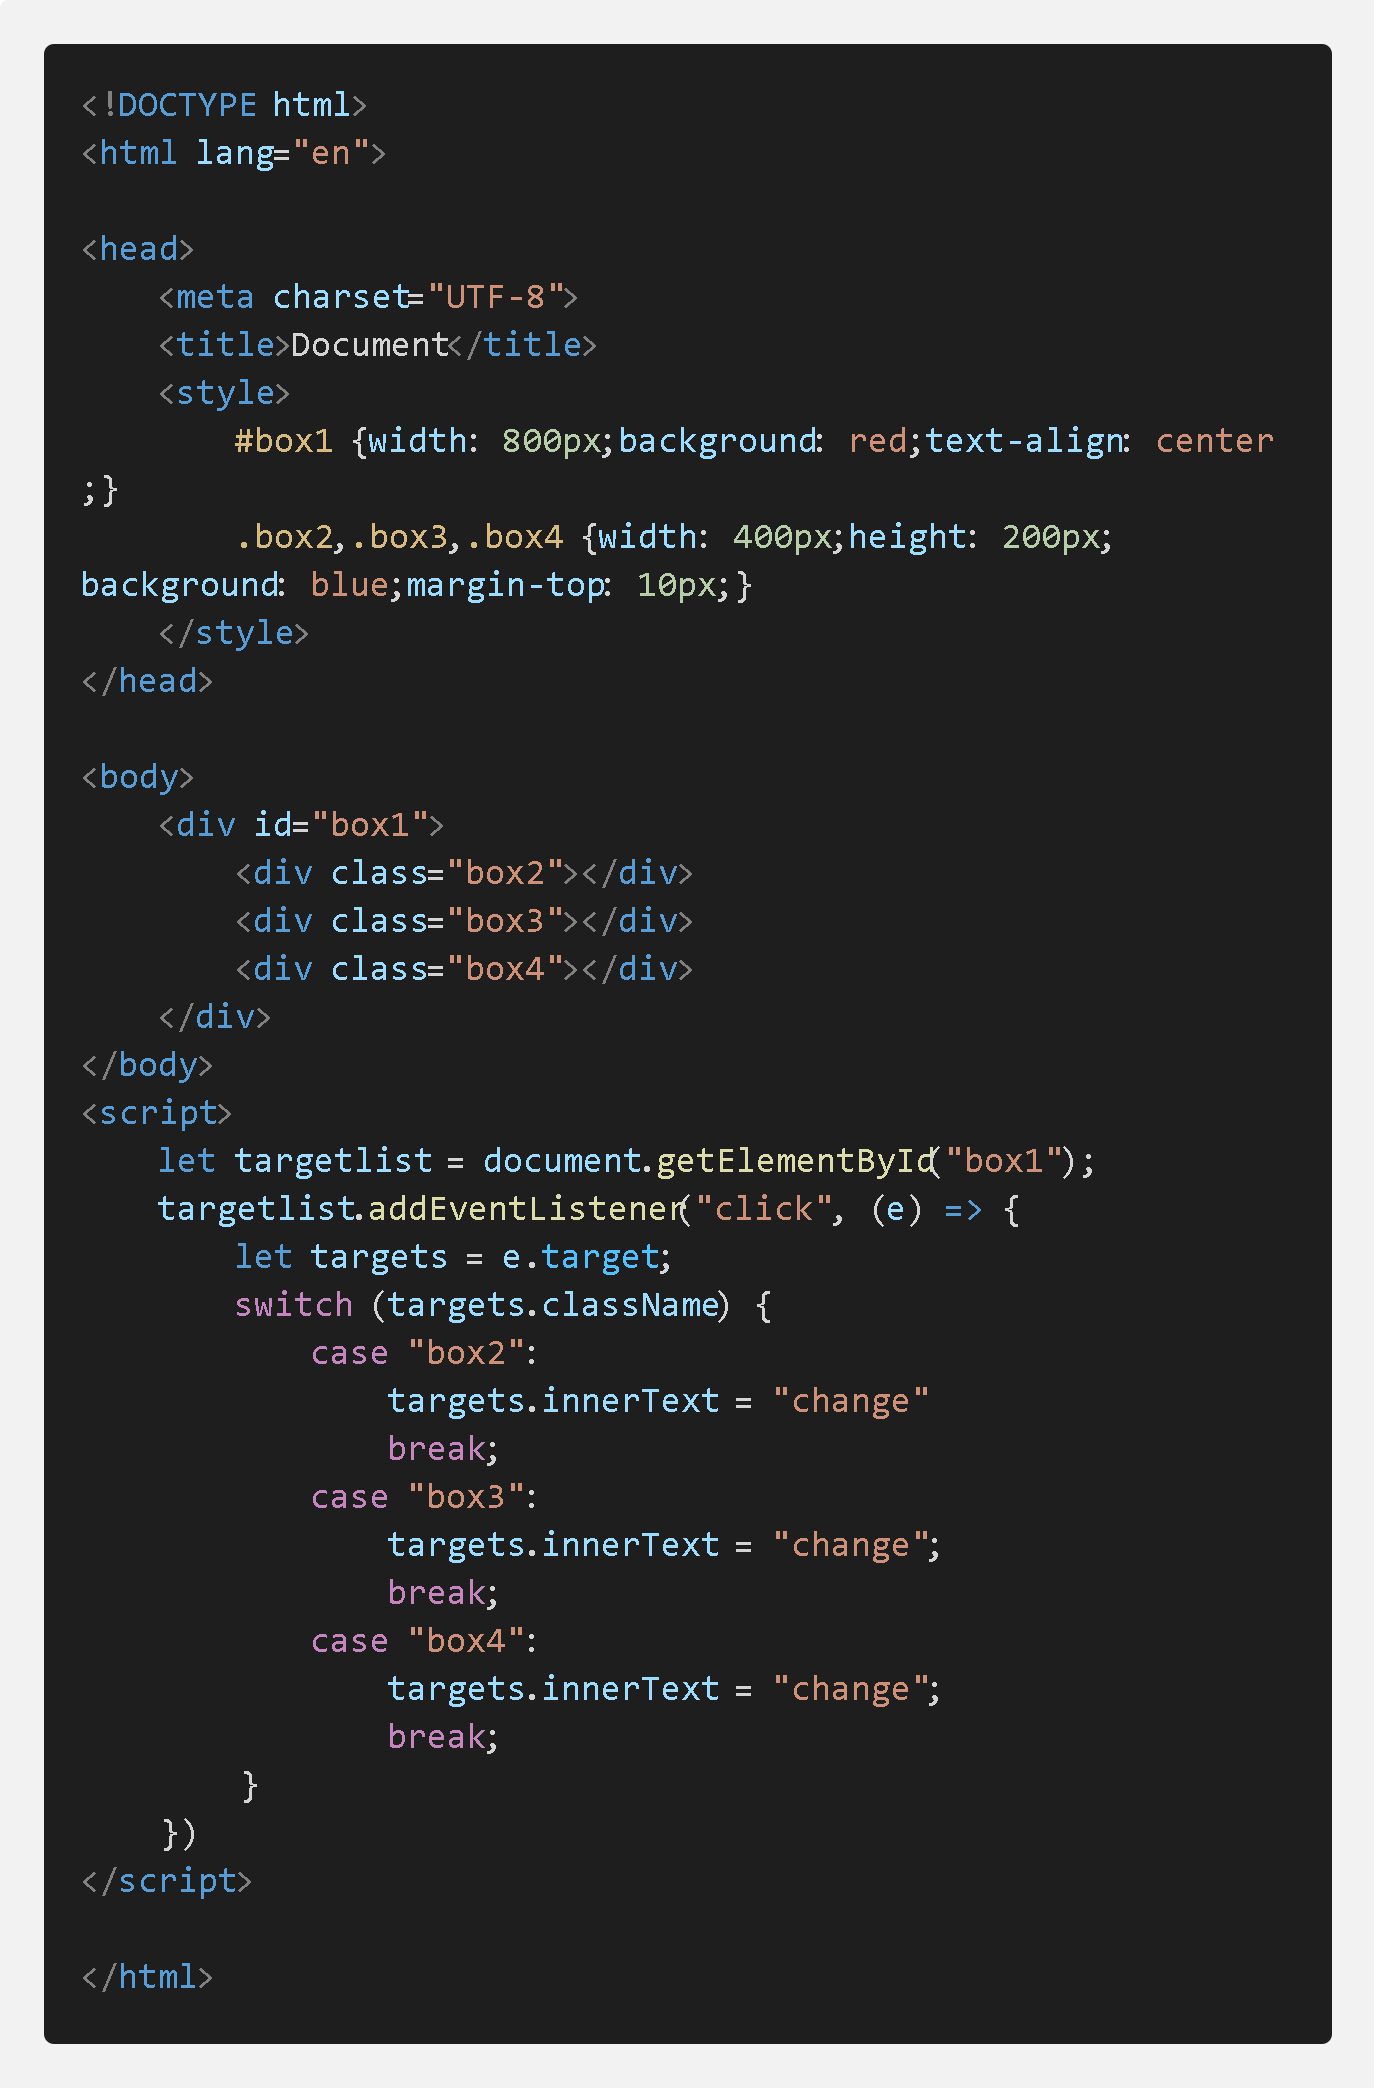 <!DOCTYPE html>
<html lang="en">
<head>
<meta charset="UTF-8">
<title>Document</title>
<style>
#box1 {width: 800px;background: red;text-align: center
;}
.box2,.box3,.box4 {width: 400px;height: 200px;
background: blue;margin-top: 10px;}
</style>
</head>
<body>
<div id="box1">
<div class="box2"></div>
<div class="box3"></div>
<div class="box4"></div>
</div>
</body>
<script>
let targetlist = document.getElementById("box1");
targetlist.addEventListener("click", (e) => {
let targets = e.target;
switch (targets.className) {
case "box2":
targets.innerText = "change"
break;
case "box3":
targets.innerText = "change";
break;
case "box4":
targets.innerText = "change";
break;
}
})
</script>
</html>